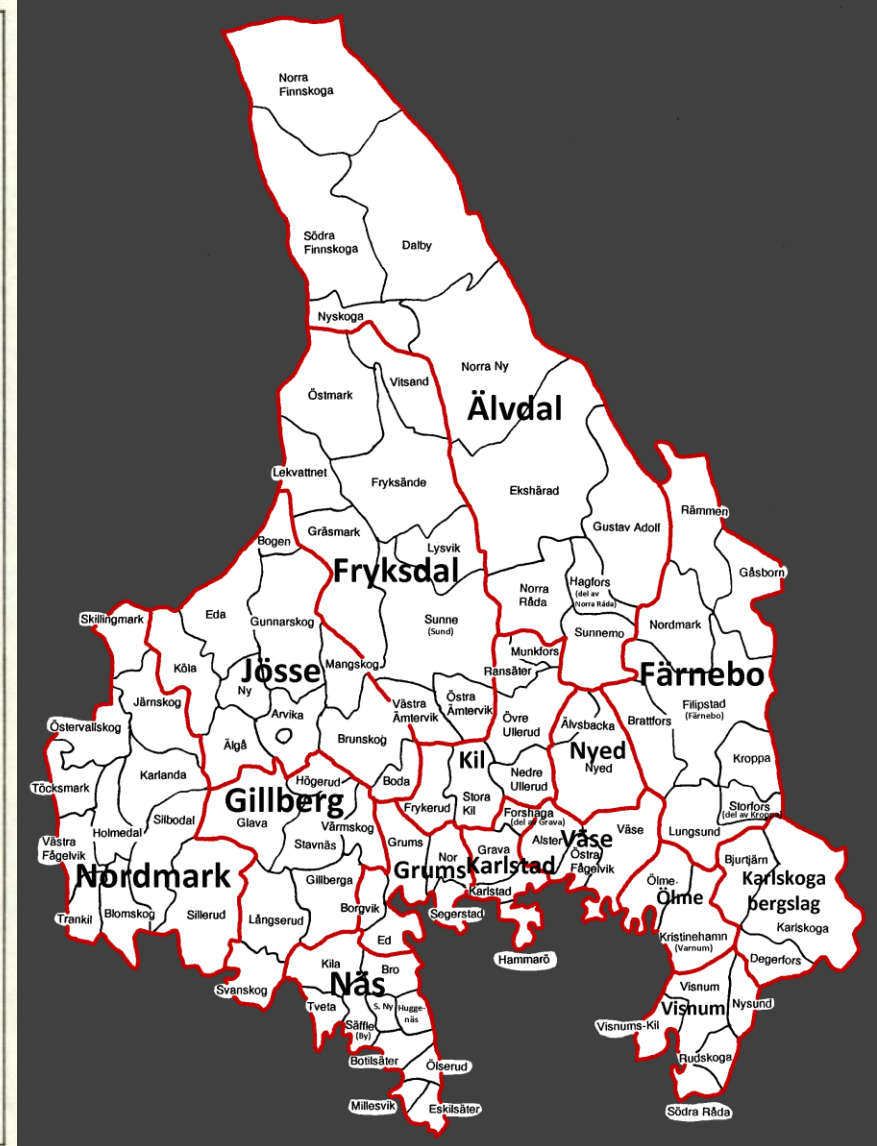 Norra
Finnskoga
Södra
Finnskoga
Dalby
Nyskoga
Norra Ny
Vitsand
Östmark
Älvdal
Lekvattnet
Fryksände
Ekshärad
Rämmen
Gräsmark
Gustav Adolf
Bogen
Lysvik
Fryksdal
Gåsborn
Hagfors
(del av
Norra Råda)
Norra
Råda
Skillingmark
Eda
Gunnarskog
Sunne
(Sund)
Sunnemo
Nordmark
Munkfors
Köla
Jösse
Mangskog
Ransäter
Färnebo
Ny
Järnskog
Västra
Ämtervik
Östra
Ämtervik
Filipstad
(Färnebo)
Arvika
Övre
Ullerud
Älvsbacka
Brattfors
Östervallskog
Älgå
Brunskog
Kil
Nyed
Nyed
Kroppa
Karlanda
Högerud
Boda
Nedre
Ullerud
Töcksmark
Gillberg
Frykerud
Stora
Kil
Storfors
(del av Kroppa)
Silbodal
Glava
Värmskog
Forshaga
(del av Grava)
Holmedal
Stavnäs
Grums
Alster
Väse
Väse
Lungsund
Västra
Fågelvik
Grava
Nor
Östra
Fågelvik
Bjurtjärn
Nordmark
Gillberga
Grums
Karlstad
Ölme
Ölme
Karlskoga
bergslag
Karlstad
Trankil
Blomskog
Sillerud
Långserud
Borgvik
Segerstad
Karlskoga
Ed
Kristinehamn
(Varnum)
Hammarö
Degerfors
Kila
Bro
Svanskog
Näs
Visnum
Tveta
S. Ny
Hugge-
näs
Visnum
Nysund
Säffle
(By)
Visnums-Kil
Botilsäter
Ölserud
Rudskoga
Millesvik
Eskilsäter
Södra Råda